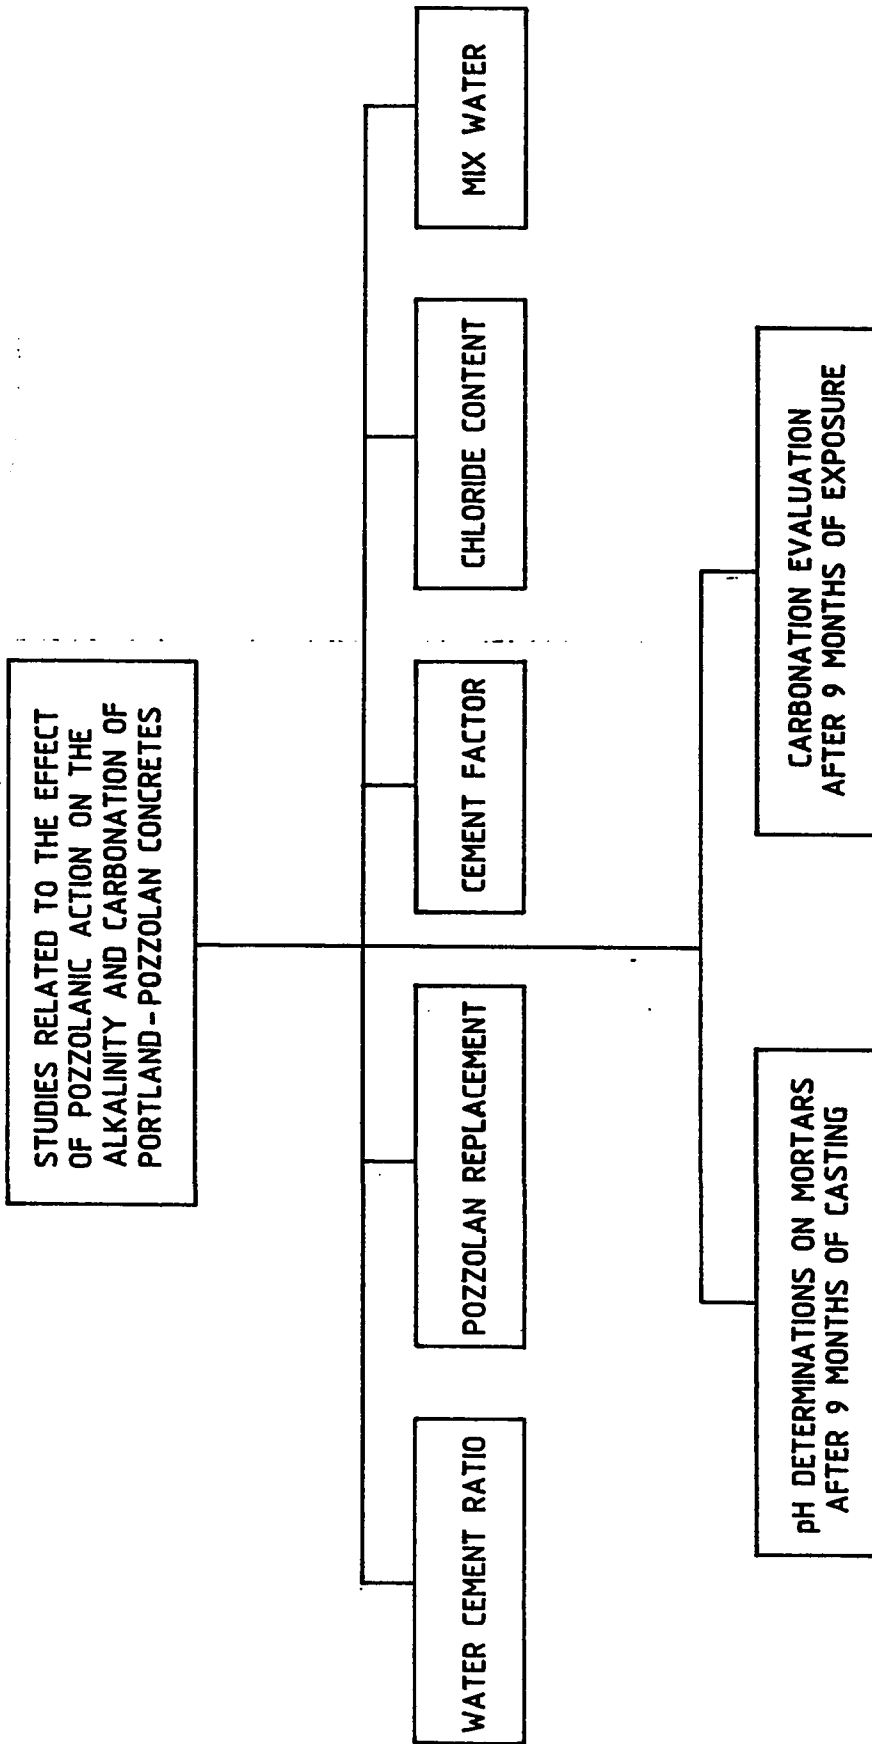 STUDIES RELATED TO THE EFFECT
OF POZZOLANIC ACTION ON THE
ALKALINITY AND CARBONATION OF
PORTLAND-POZZOLAN CONCRETES
WATER CEMENT RATIO
POZZOLAN REPLACEMENT
CEMENT FACTOR
CHLORIDE CONTENT
MIX WATER
pH DETERMINATIONS ON MORTARS
AFTER 9 MONTHS OF CASTING
CARBONATION EVALUATION
AFTER 9 MONTHS OF EXPOSURE